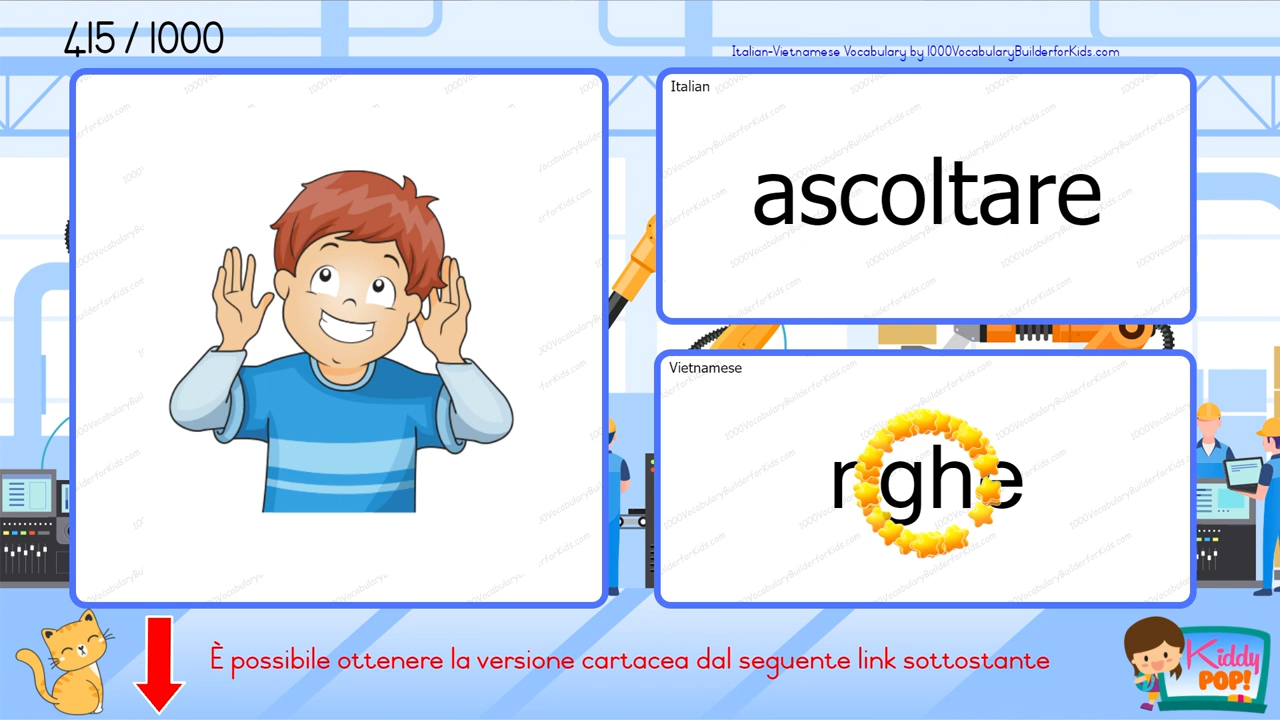 415 / 1000
Italian-Vietnamese Vocabulary by 1000VocabularyBuilderforKids.com
Italian
ascoltare
Vietnamese
nghe
È possibile ottenere la versione cartacea dal seguente link sottostante
Kiddy
POP!